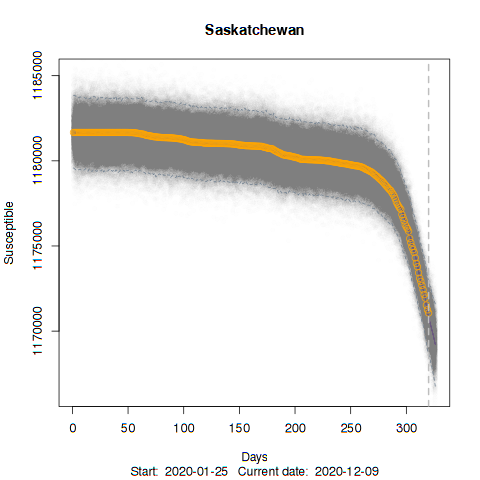 Saskatchewan
1185000
1180000
1175000
1170000
Susceptible
0 50 100 150 200 250 300
Days
Start: 2020-01-25 Current date: 2020-12-09